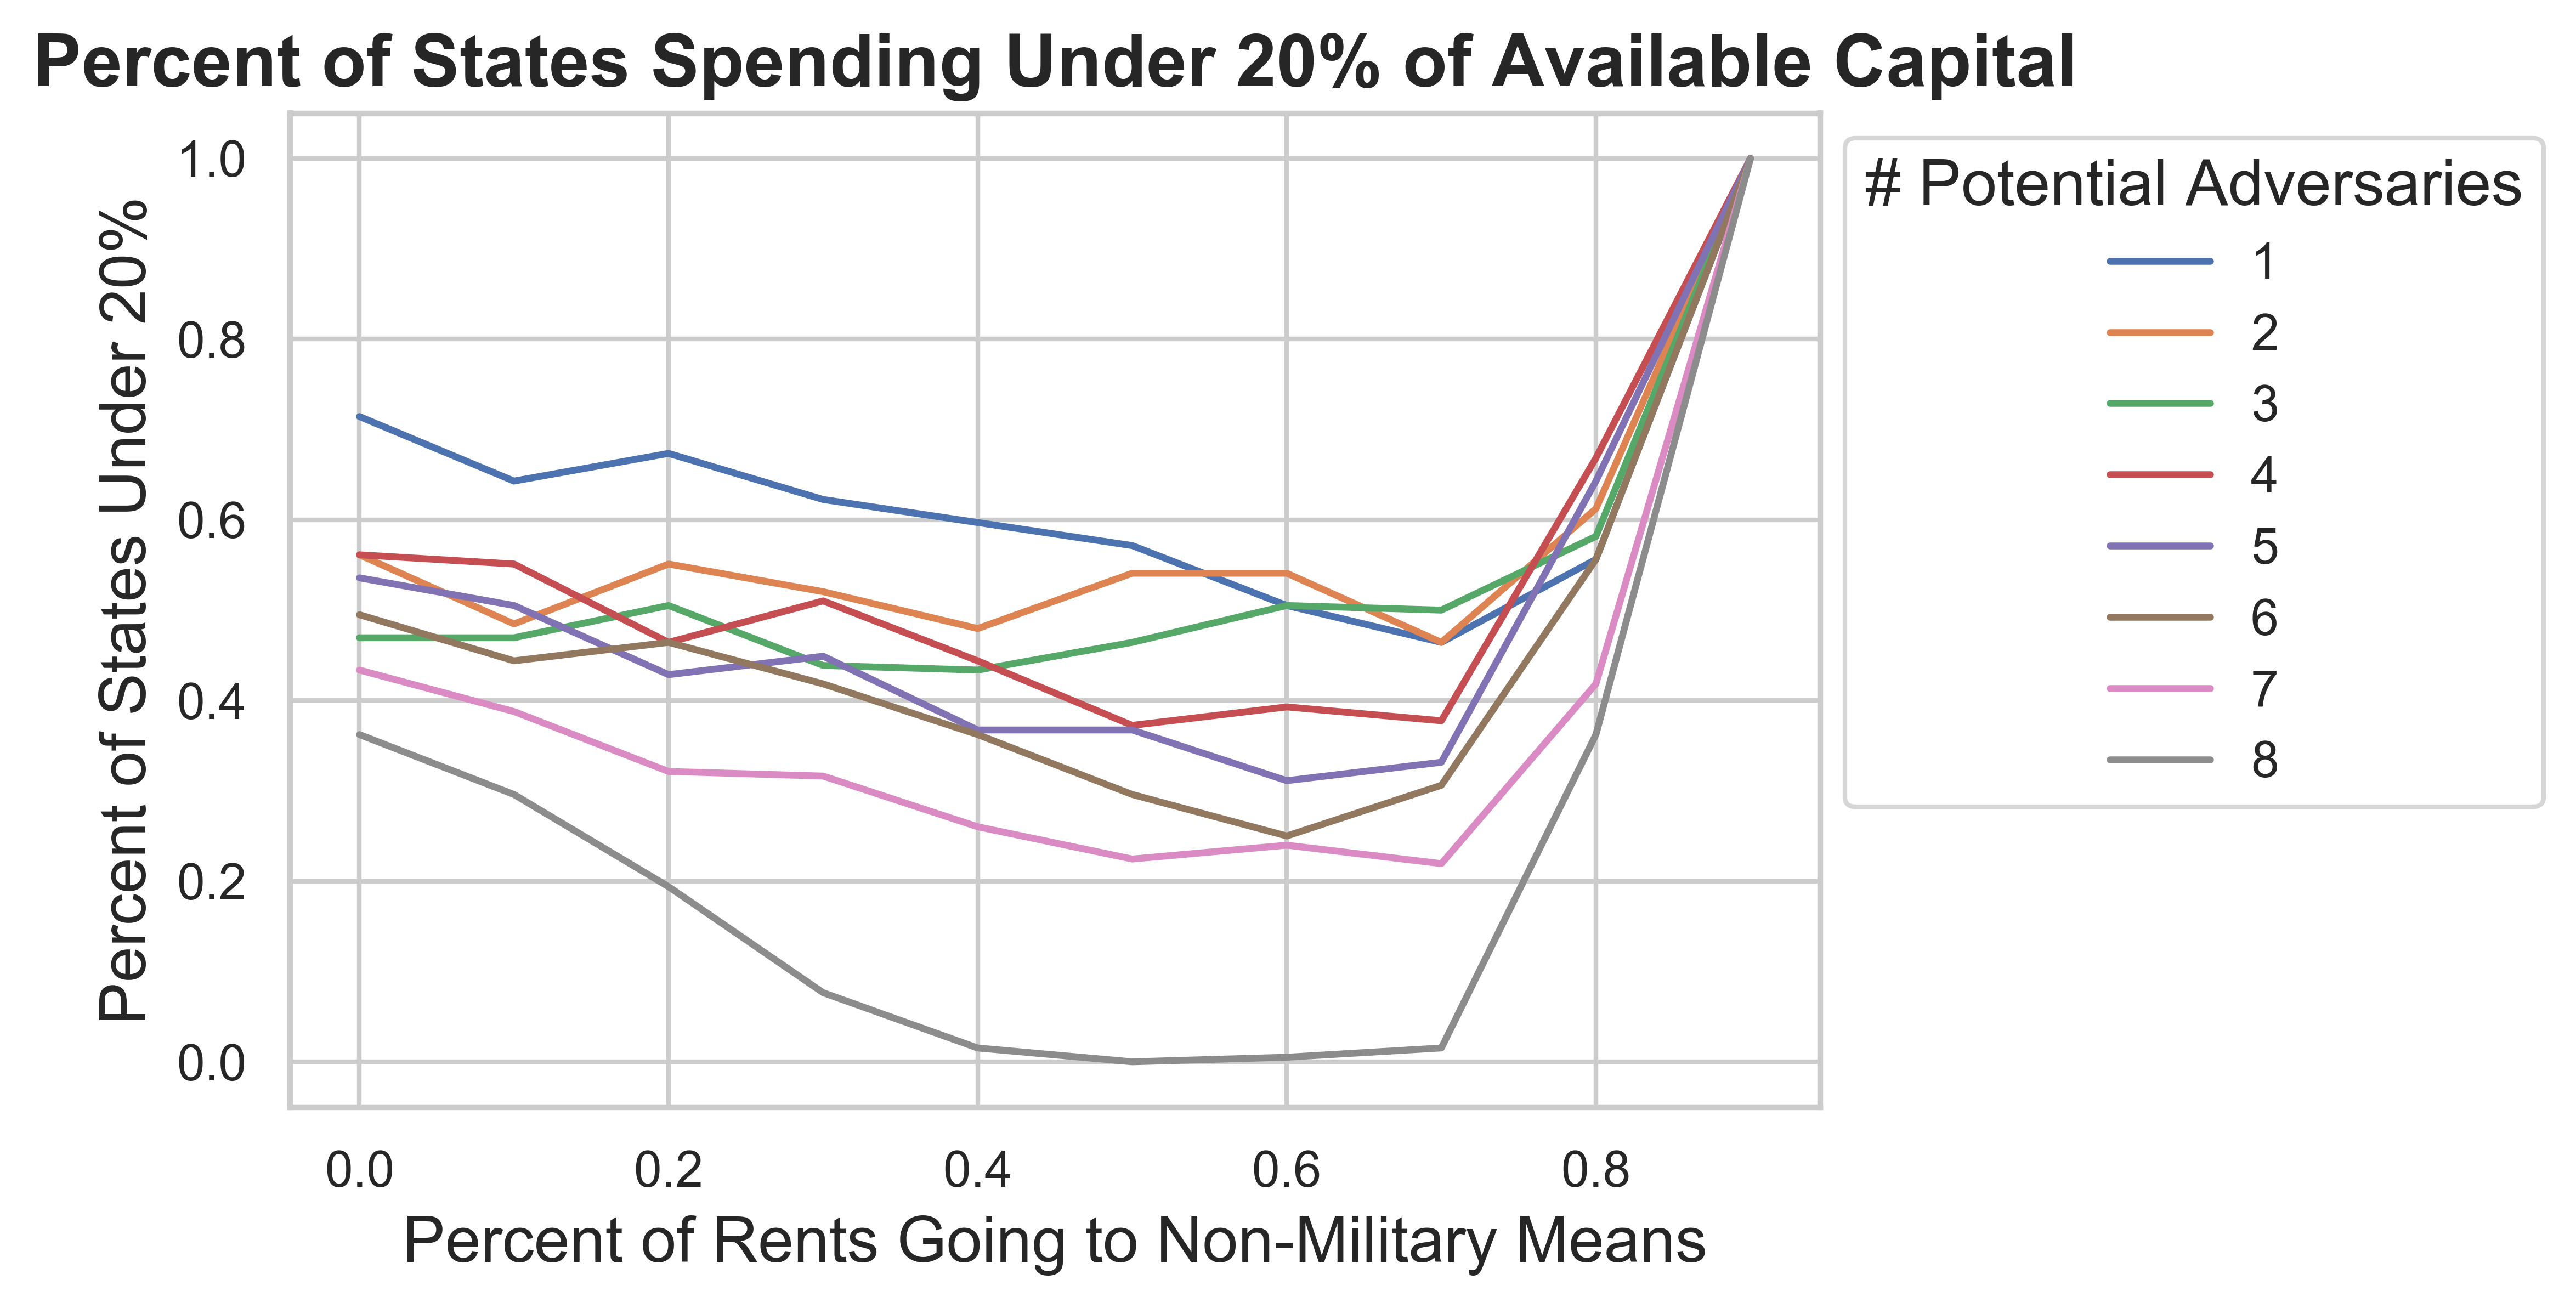 Percent of States Spending Under 20% of Available Capital
Percent of States Under 20%
1.0
0.8
0.6
0.4
0.2
0.0
0.0 0.2 0.4 0.6 0.8
Percent of Rents Going to Non-Military Means
# Potential Adversaries
1
2
3
4
5
6
7
8